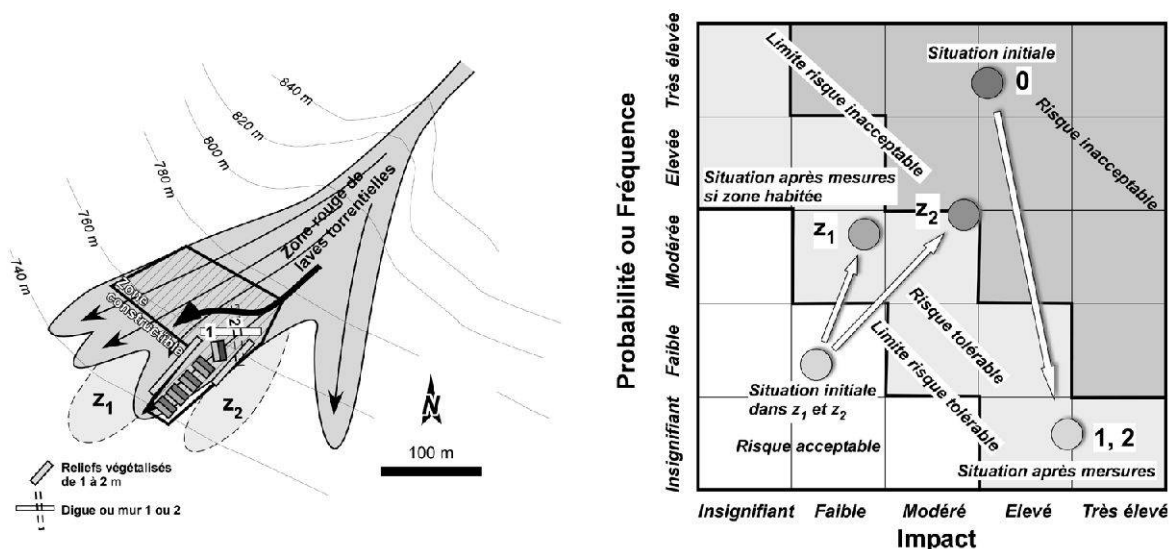 840 m
820 m
800 m
780 m
760 m
740 m
Zone rouge de
laves torrentielles
Zone
constructible
1
2
z1
z2
N
100 m
Reliefs végétalisés
de 1 à 2 m
Digue ou mur 1 ou 2
Probabilité ou Fréquence
Très élevée
Elevée
Modérée
Faible
Insignifiant
Limite risque inacceptable
Situation initiale
0
Risque inacceptable
Situation après mesures
si zone habitée
z1
z2
Risque tolérable
Limite risque tolérable
Situation initiale
dans z1 et z2
Risque acceptable
1, 2
Situation après mersures
Insignifiant
Faible
Modéré
Elevé
Très élevé
Impact